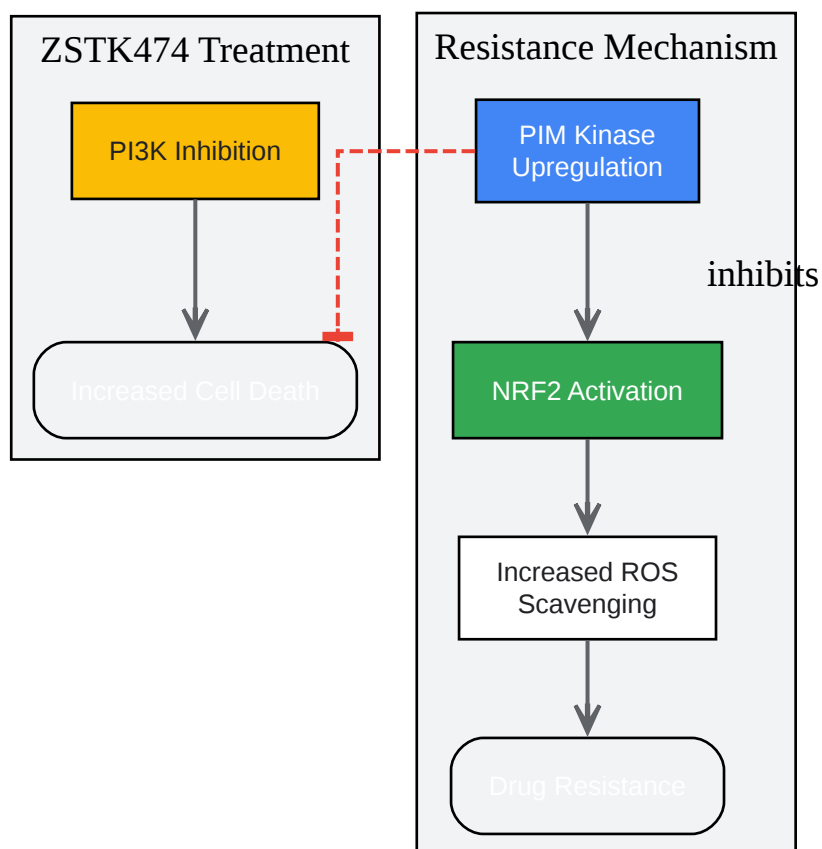 ZSTK474 Treatment
PI3K Inhibition
Increased Cell Death
Resistance Mechanism
PIM Kinase
Upregulation
inhibits
NRF2 Activation
Increased ROS
Scavenging
Drug Resistance